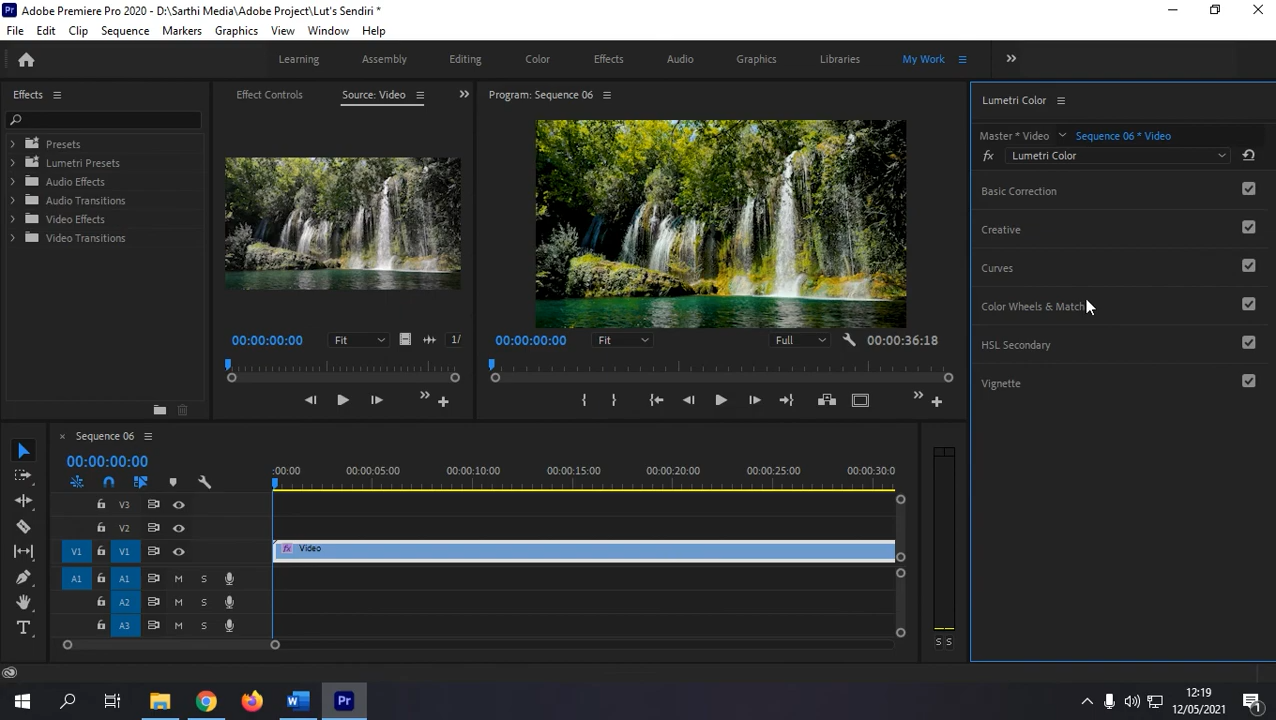 Pr Adobe Premiere Pro 2020 - D:\Sarthi Media\Adobe Project\Lut's Sendiri *
File Edit Clip Sequence Markers Graphics View Window Help
Learning Assembly Editing Color Effects Audio Graphics Libraries My Work
Effects
Presets
Lumetri Presets
Audio Effects
Audio Transitions
Video Effects
Video Transitions
Effect Controls Source: Video
00:00:00:00 Fit 1/
Program: Sequence 06
00:00:00:00 Fit Full 00:00:36:18
Lumetri Color
Master * Video Sequence 06 * Video
fx Lumetri Color
Basic Correction
Creative
Curves
Color Wheels & Match
HSL Secondary
Vignette
× Sequence 06
00:00:00:00
:00:00 00:00:05:00 00:00:10:00 00:00:15:00 00:00:20:00 00:00:25:00 00:00:30:0
V3
V2
V1 V1 fx Video
A1 A1 M S
A2 M S
A3 M S
S S
W Pr
12:19
12/05/2021
1